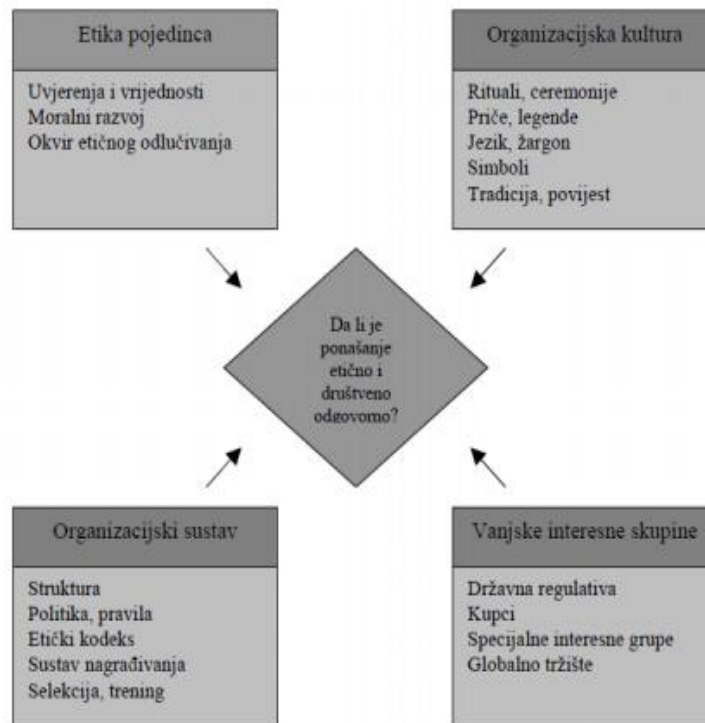 Etika pojedinca
Uvjerenja i vrijednosti
Moralni razvoj
Okvir etičnog odlučivanja
Organizacijska kultura
Rituali, ceremonije
Priče, legende
Jezik, žargon
Simboli
Tradicija, povijest
Da li je
ponašanje
etično i
društveno
odgovorno?
Organizacijski sustav
Struktura
Politika, pravila
Etički kodeks
Sustav nagrađivanja
Selekcija, trening
Vanjske interesne skupine
Državna regulativa
Kupci
Specijalne interesne grupe
Globalno tržište